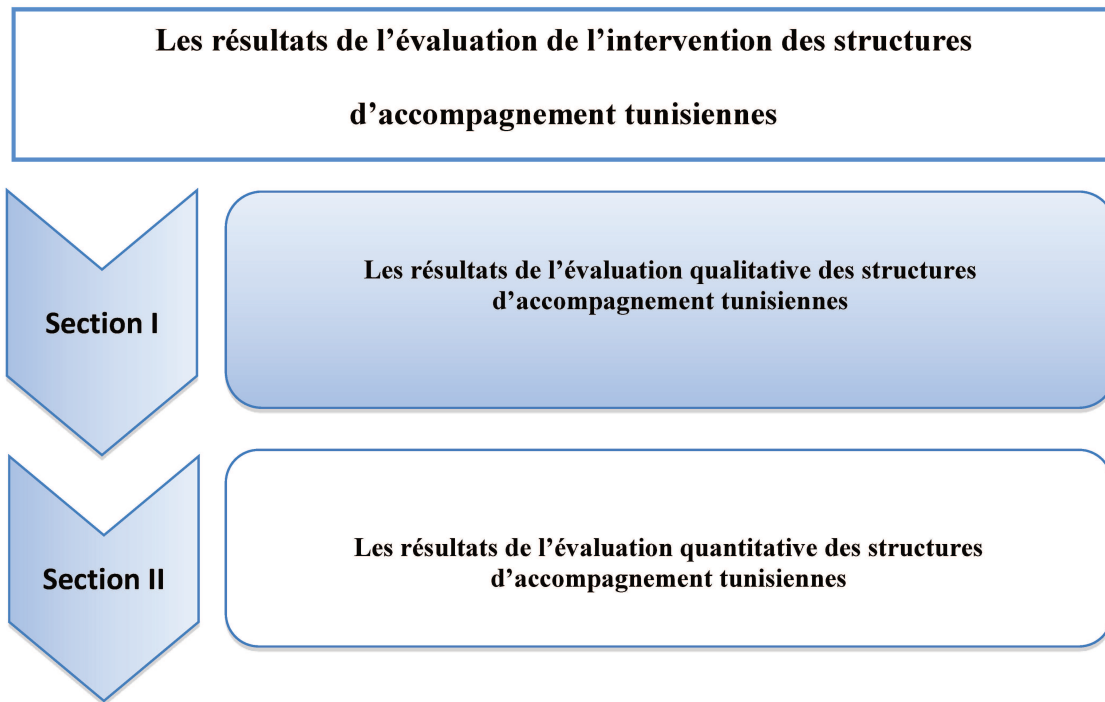 Les résultats de l’évaluation de l’intervention des structures
d’accompagnement tunisiennes
Section I
Les résultats de l’évaluation qualitative des structures
d’accompagnement tunisiennes
Section II
Les résultats de l’évaluation quantitative des structures
d’accompagnement tunisiennes